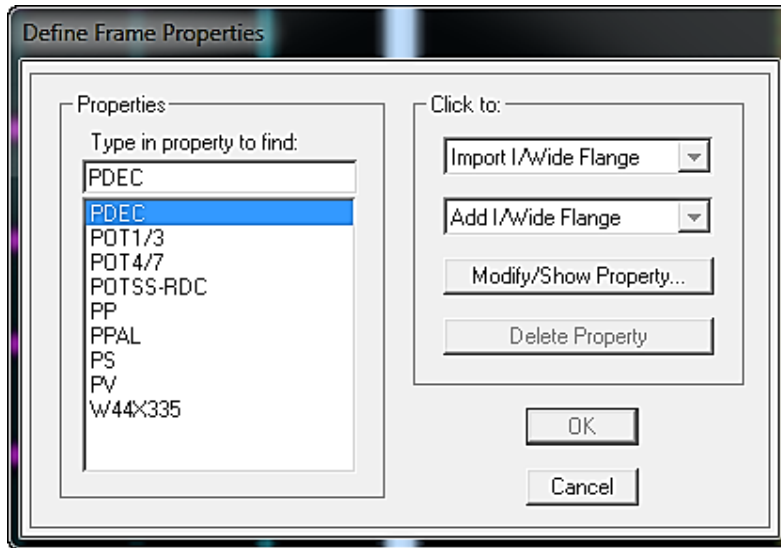 Define Frame Properties
Properties
Type in property to find:
PDEC
PDEC
POT1/3
POT4/7
POTSS-RDC
PP
PPAL
PS
PV
W44X335
Click to:
Import I/Wide Flange
Add I/Wide Flange
Modify/Show Property...
Delete Property
OK
Cancel